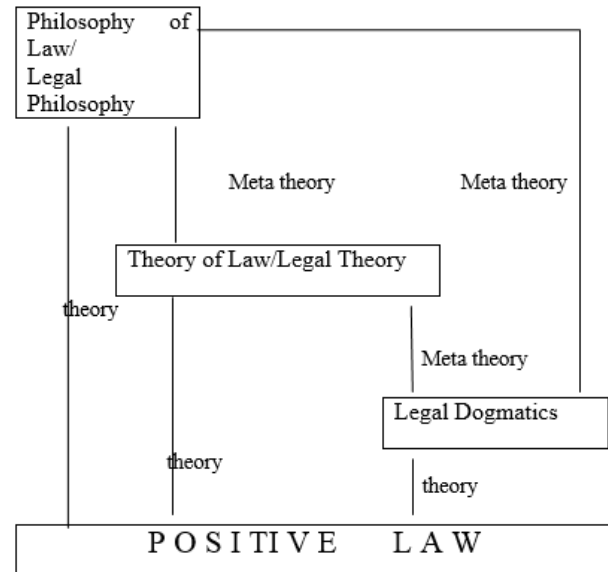 Philosophy of
Law/
Legal
Philosophy
Meta theory
Meta theory
Theory of Law/Legal Theory
theory
Meta theory
Legal Dogmatics
theory
theory
POSITIVE LAW